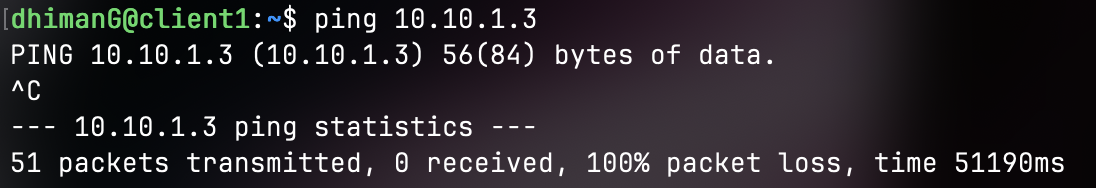 [dhimanG@client1:~$ ping 10.10.1.3
PING 10.10.1.3 (10.10.1.3) 56(84) bytes of data.
^C
--- 10.10.1.3 ping statistics ---
51 packets transmitted, 0 received, 100% packet loss, time 51190ms